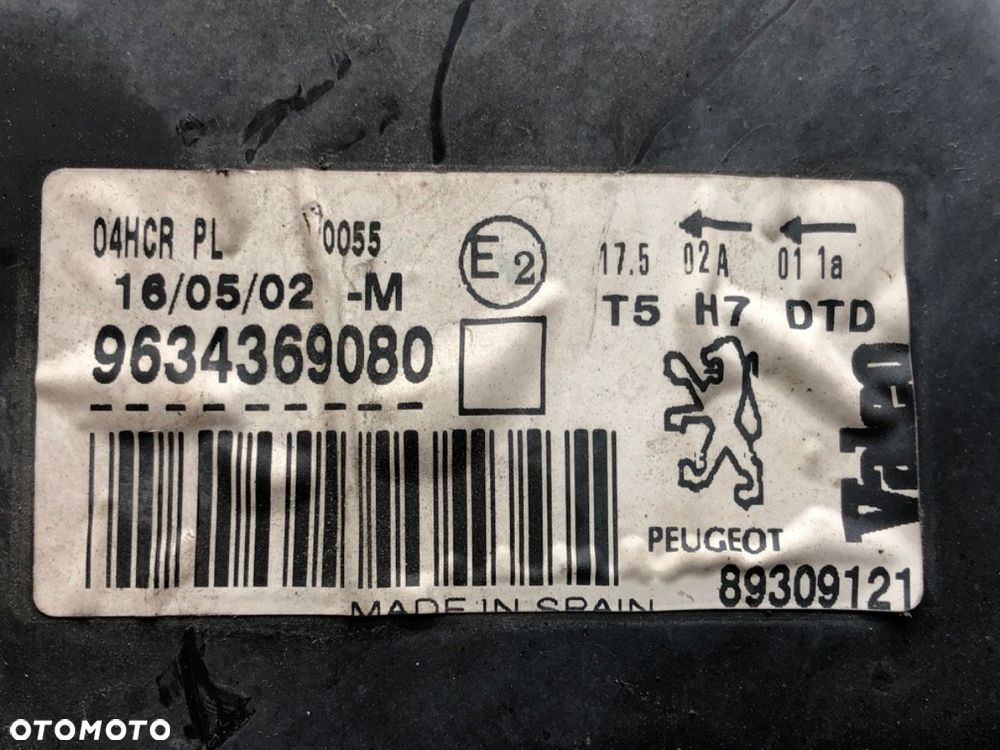 04HCR PL 0055
16/05/02 -M
9634369080
E2
17.5 02A 01 1a
T5 H7 DTD
PEUGEOT
Valeo
89309121
MADE IN SPAIN
OTOMOTO